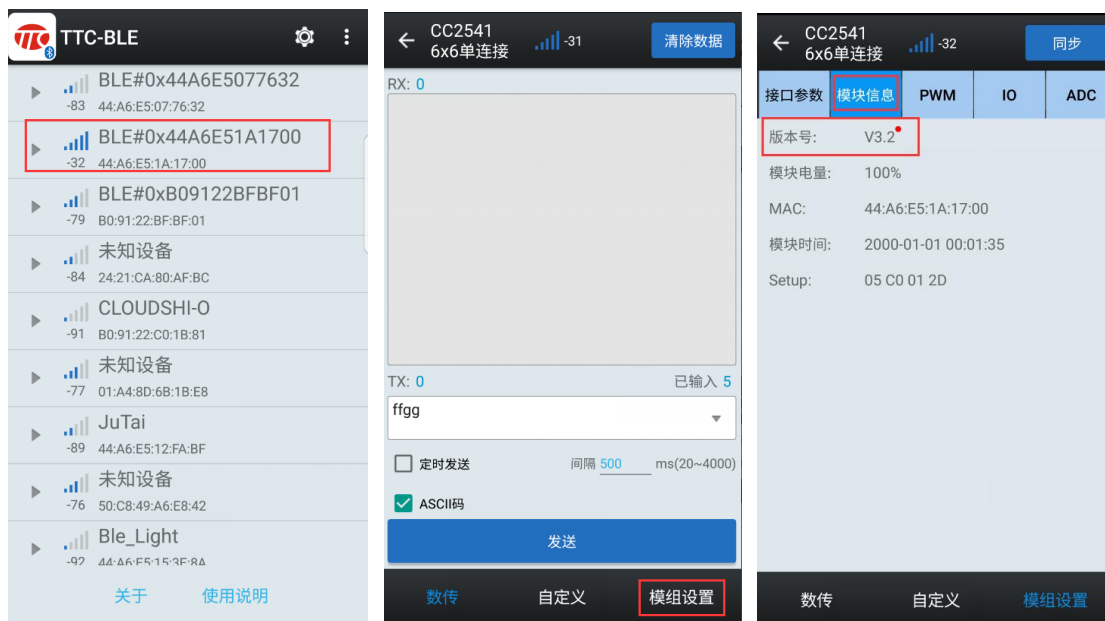 TTC
TTC-BLE
BLE#0x44A6E5077632
-83 44:A6:E5:07:76:32
BLE#0x44A6E51A1700
-32 44:A6:E5:1A:17:00
BLE#0xB09122BFBF01
-79 B0:91:22:BF:BF:01
未知设备
-84 24:21:CA:80:AF:BC
CLOUDSHI-O
-91 B0:91:22:C0:1B:81
未知设备
-77 01:A4:8D:6B:1B:E8
JuTai
-89 44:A6:E5:12:FA:BF
未知设备
-76 50:C8:49:A6:E8:42
Ble_Light
-92 44:A6:E5:15:3F:8A
关于 使用说明
CC2541
6x6单连接 -31 清除数据
RX: 0
TX: 0 已输入 5
ffgg
定时发送 间隔 500 ms(20~4000)
ASCII码
发送
数传 自定义 模组设置
CC2541
6x6单连接 -32 同步
接口参数 模块信息 PWM IO ADC
版本号: V3.2
模块电量: 100%
MAC: 44:A6:E5:1A:17:00
模块时间: 2000-01-01 00:01:35
Setup: 05 C0 01 2D
数传 自定义 模组设置